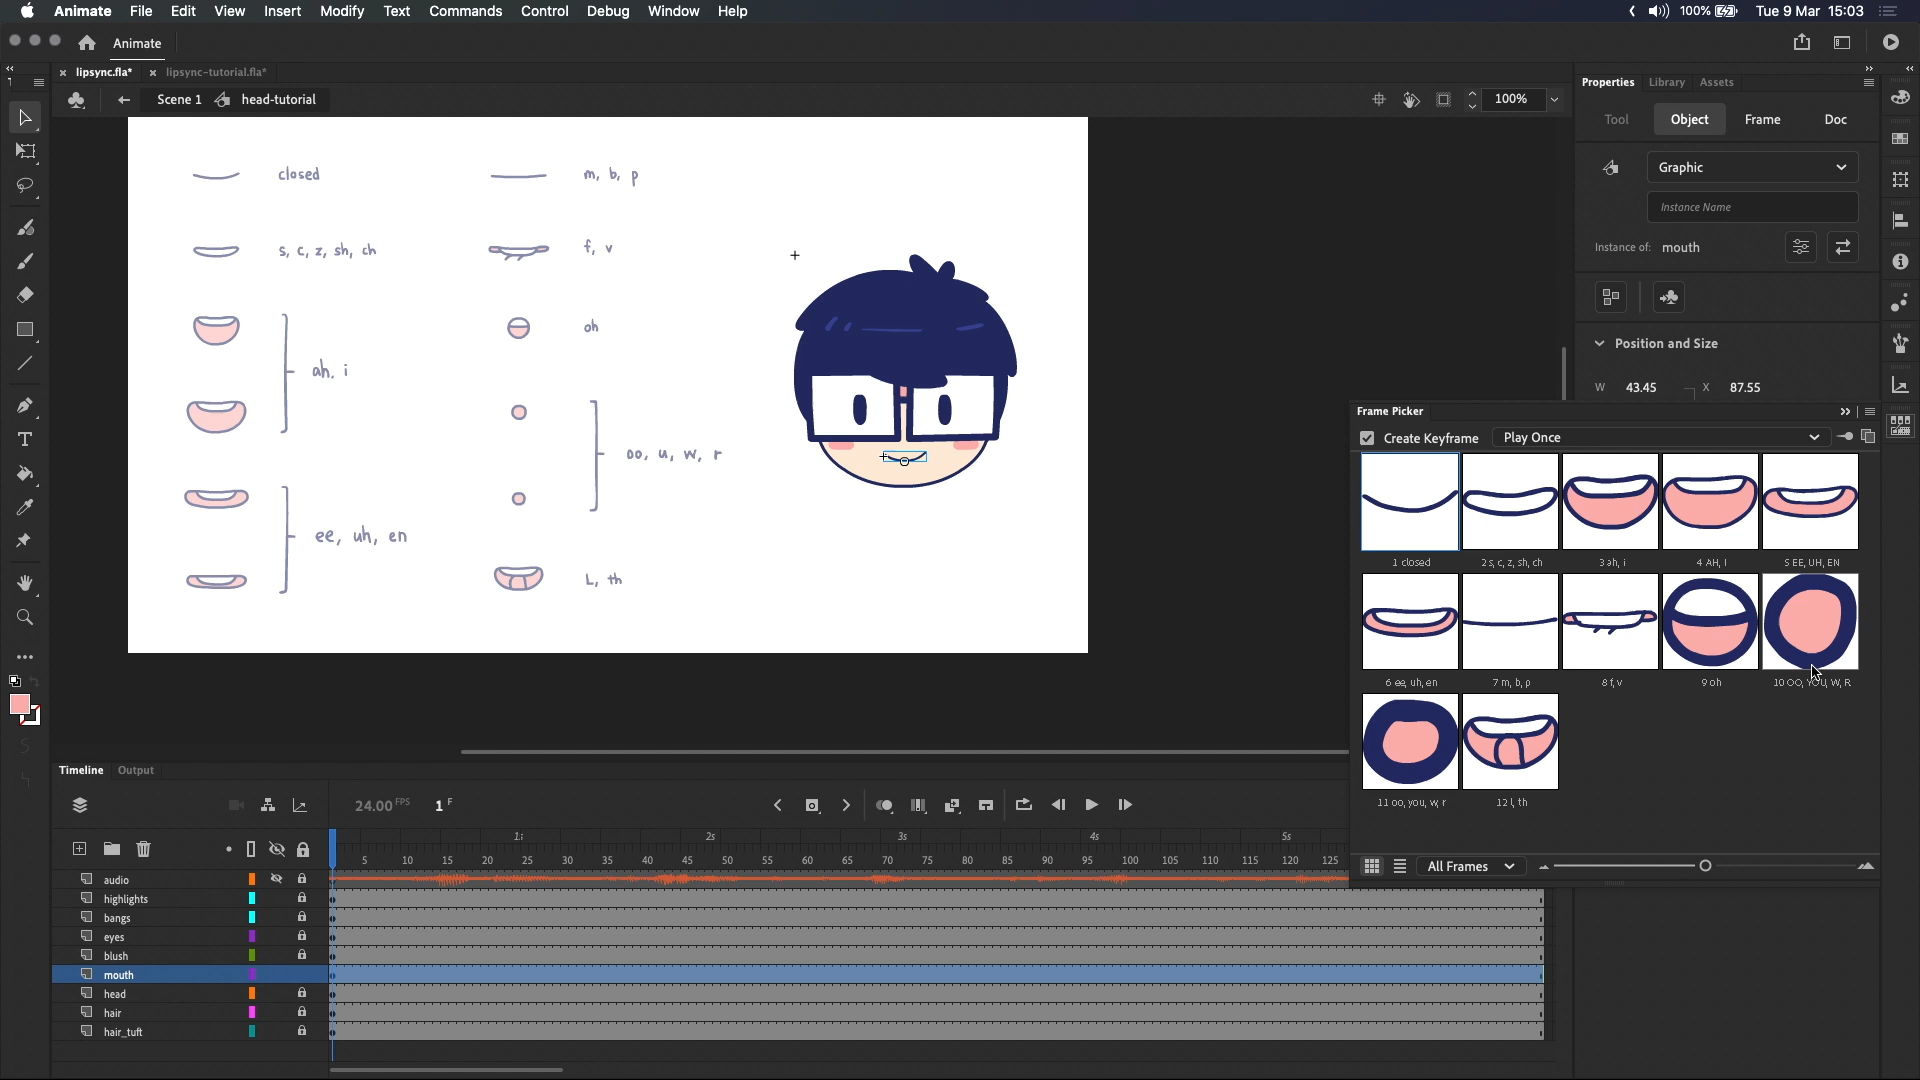 Animate File Edit View Insert Modify Text Commands Control Debug Window Help 100% Tue 9 Mar 15:03
Animate
lipsync.fla* lipsync-tutorial.fla*
Scene 1 head-tutorial 100%
closed m, b, p
s, c, z, sh, ch f, v
oh
ah, i
oo, u, w, r
ee, uh, en
L, th
Properties Library Assets
Tool Object Frame Doc
Graphic
Instance Name
Instance of: mouth
Position and Size
W 43.45 X 87.55
Frame Picker
Create Keyframe Play Once
1 closed 2 s, c, z, sh, ch 3 ah, i 4 AH, I 5 EE, UH, EN
6 ee, uh, en 7 m, b, p 8 f, v 9 oh 10 OO, YOU, W, R
11 oo, you, w, r 12 l, th
All Frames
Timeline Output
24.00 FPS 1 F
1s 2s 3s 4s 5s
5 10 15 20 25 30 35 40 45 50 55 60 65 70 75 80 85 90 95 100 105 110 115 120 125
audio
highlights
bangs
eyes
blush
mouth
head
hair
hair_tuft